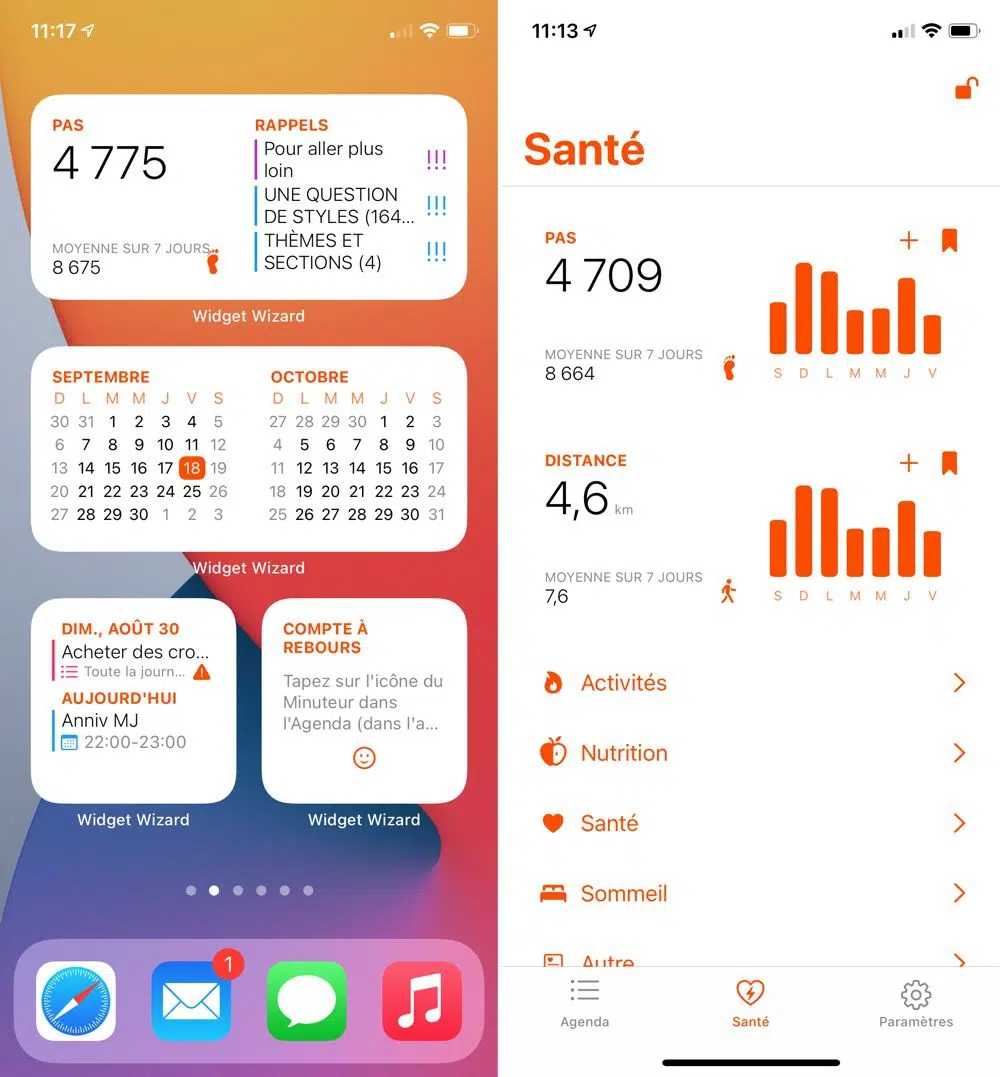 11:17
PAS
4 775
MOYENNE SUR 7 JOURS
8 675
RAPPELS
Pour aller plus
loin
!!!
UNE QUESTION
DE STYLES (164...
!!!
THÈMES ET
SECTIONS (4)
!!!
Widget Wizard
SEPTEMBRE
D L M M J V S
30 31 1 2 3 4 5
6 7 8 9 10 11 12
13 14 15 16 17 18 19
20 21 22 23 24 25 26
27 28 29 30 1 2 3
OCTOBRE
D L M M J V S
27 28 29 30 1 2 3
4 5 6 7 8 9 10
11 12 13 14 15 16 17
18 19 20 21 22 23 24
25 26 27 28 29 30 31
Widget Wizard
DIM., AOÛT 30
Acheter des cro...
Toute la journ...
AUJOURD'HUI
Anniv MJ
22:00-23:00
Widget Wizard
COMPTE À
REBOURS
Tapez sur l'icône du
Minuteur dans
l'Agenda (dans l'a...
Widget Wizard
1
11:13
Santé
PAS
4 709
MOYENNE SUR 7 JOURS
8 664
S D L M M J V
DISTANCE
4,6 km
MOYENNE SUR 7 JOURS
7,6
S D L M M J V
Activités
Nutrition
Santé
Sommeil
Autre
Agenda
Santé
Paramètres